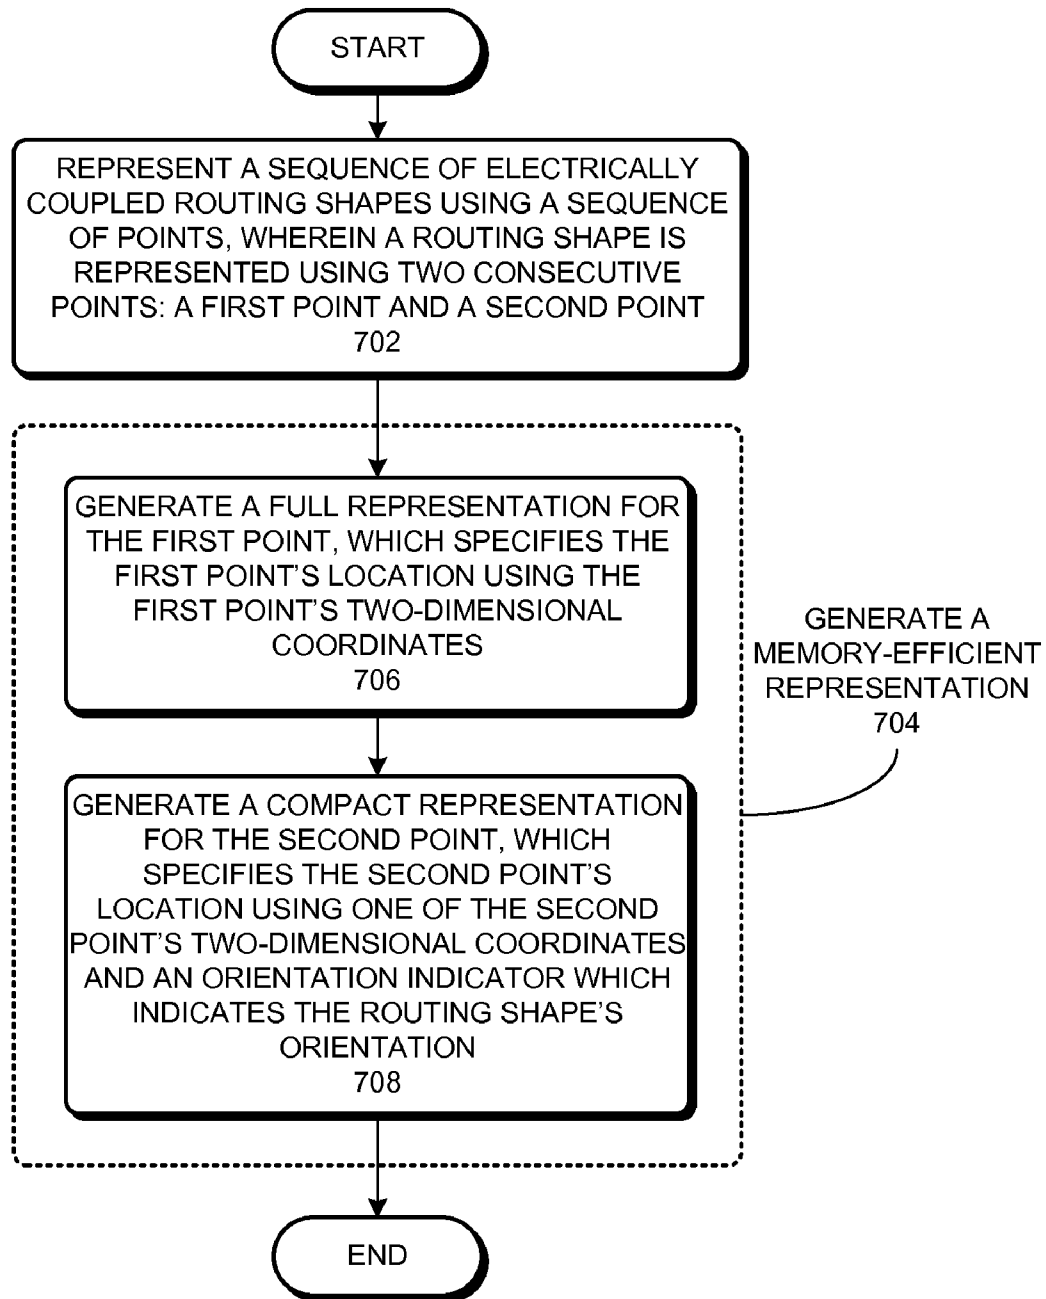 START
REPRESENT A SEQUENCE OF ELECTRICALLY
COUPLED ROUTING SHAPES USING A SEQUENCE
OF POINTS, WHEREIN A ROUTING SHAPE IS
REPRESENTED USING TWO CONSECUTIVE
POINTS: A FIRST POINT AND A SECOND POINT
702
GENERATE A FULL REPRESENTATION FOR
THE FIRST POINT, WHICH SPECIFIES THE
FIRST POINT'S LOCATION USING THE
FIRST POINT'S TWO-DIMENSIONAL
COORDINATES
706
GENERATE A
MEMORY-EFFICIENT
REPRESENTATION
704
GENERATE A COMPACT REPRESENTATION
FOR THE SECOND POINT, WHICH
SPECIFIES THE SECOND POINT'S
LOCATION USING ONE OF THE SECOND
POINT'S TWO-DIMENSIONAL COORDINATES
AND AN ORIENTATION INDICATOR WHICH
INDICATES THE ROUTING SHAPE'S
ORIENTATION
708
END